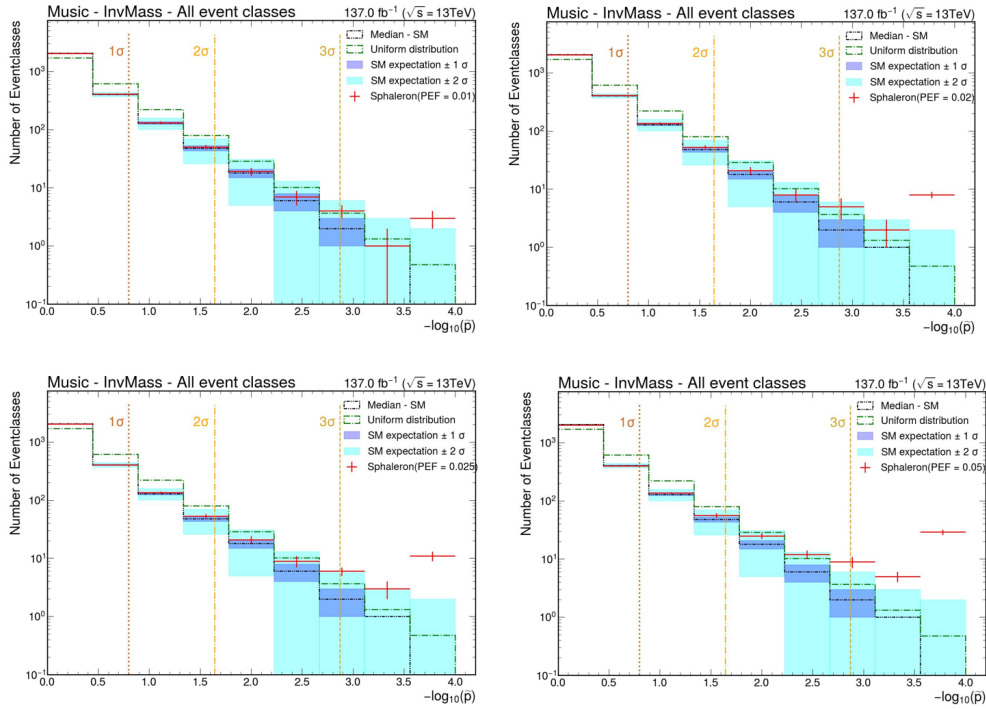 Music - InvMass - All event classes 137.0 fb⁻¹ (√s = 13TeV)
Number of Eventclasses
10³
10²
10¹
10⁰
10⁻¹
1σ 2σ 3σ
Median - SM
Uniform distribution
SM expectation ± 1 σ
SM expectation ± 2 σ
Sphaleron(PEF = 0.01)
0.0 0.5 1.0 1.5 2.0 2.5 3.0 3.5 4.0
−log₁₀(p̃)
Music - InvMass - All event classes 137.0 fb⁻¹ (√s = 13TeV)
Number of Eventclasses
10³
10²
10¹
10⁰
10⁻¹
1σ 2σ 3σ
Median - SM
Uniform distribution
SM expectation ± 1 σ
SM expectation ± 2 σ
Sphaleron(PEF = 0.02)
0.0 0.5 1.0 1.5 2.0 2.5 3.0 3.5 4.0
−log₁₀(p̃)
Music - InvMass - All event classes 137.0 fb⁻¹ (√s = 13TeV)
Number of Eventclasses
10³
10²
10¹
10⁰
10⁻¹
1σ 2σ 3σ
Median - SM
Uniform distribution
SM expectation ± 1 σ
SM expectation ± 2 σ
Sphaleron(PEF = 0.025)
0.0 0.5 1.0 1.5 2.0 2.5 3.0 3.5 4.0
−log₁₀(p̃)
Music - InvMass - All event classes 137.0 fb⁻¹ (√s = 13TeV)
Number of Eventclasses
10³
10²
10¹
10⁰
10⁻¹
1σ 2σ 3σ
Median - SM
Uniform distribution
SM expectation ± 1 σ
SM expectation ± 2 σ
Sphaleron(PEF = 0.05)
0.0 0.5 1.0 1.5 2.0 2.5 3.0 3.5 4.0
−log₁₀(p̃)